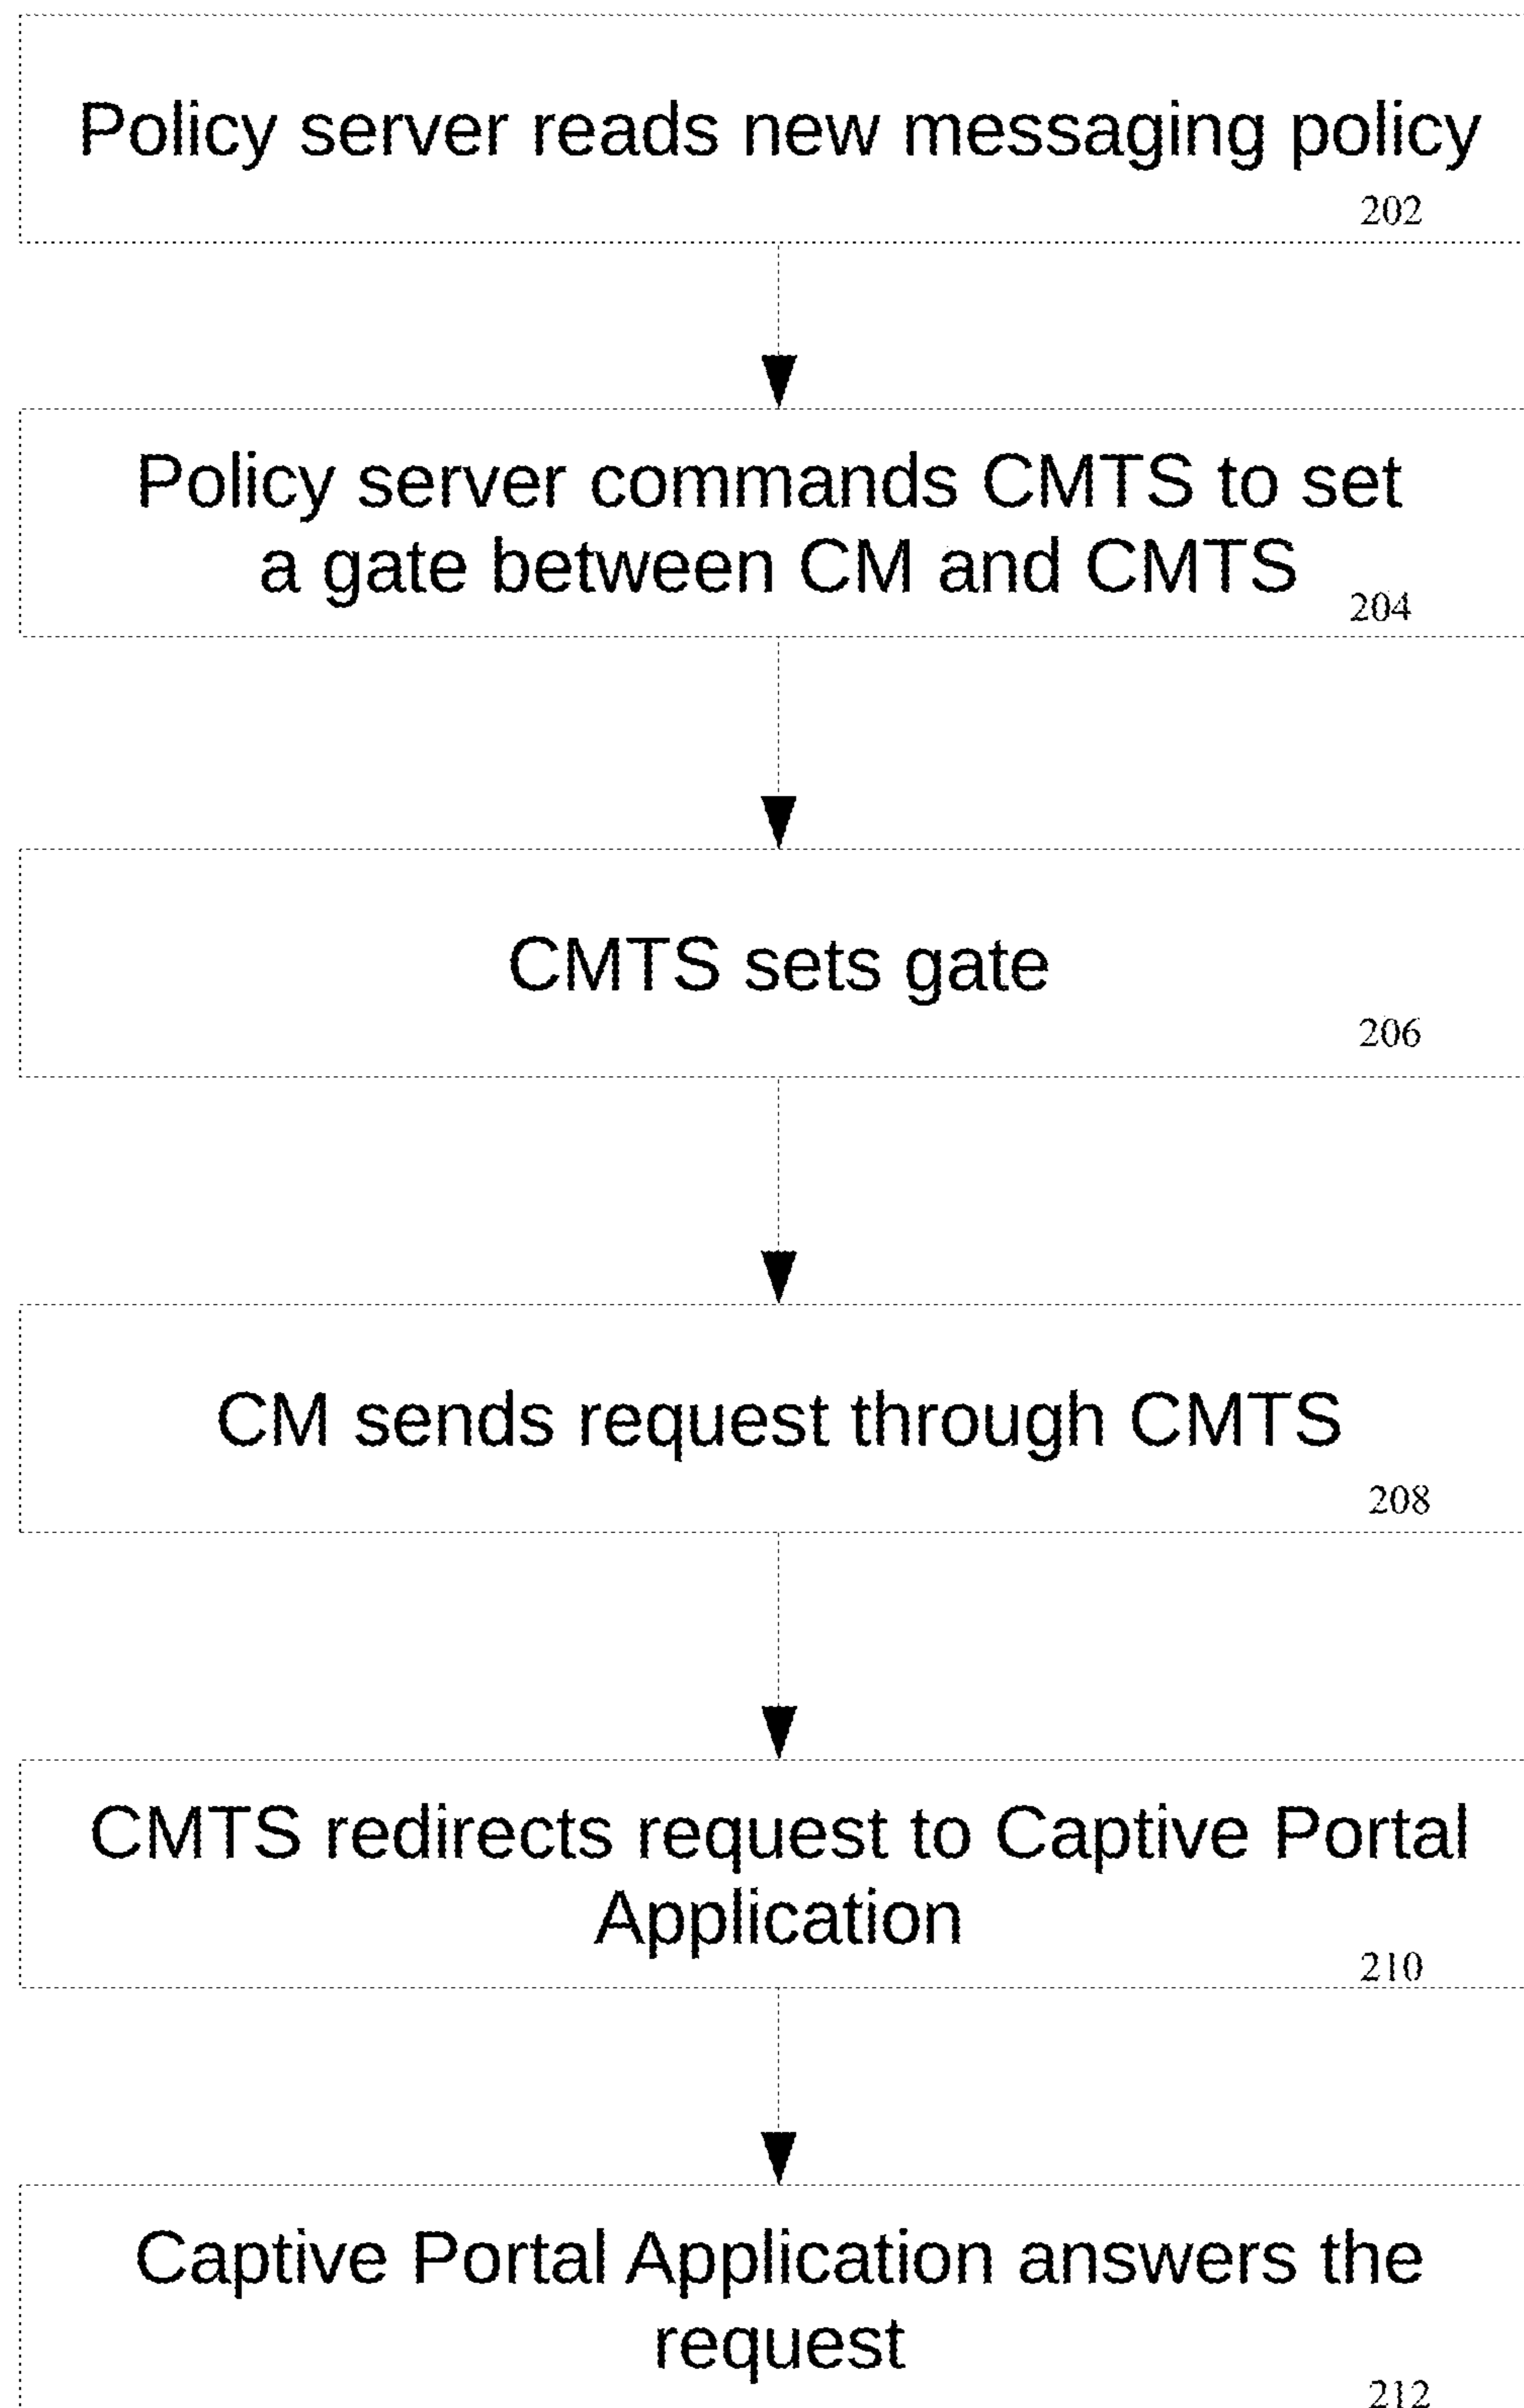 Policy server reads new messaging policy
202
Policy server commands CMTS to set
a gate between CM and CMTS
204
CMTS sets gate
206
CM sends request through CMTS
208
CMTS redirects request to Captive Portal
Application
210
Captive Portal Application answers the
request
212